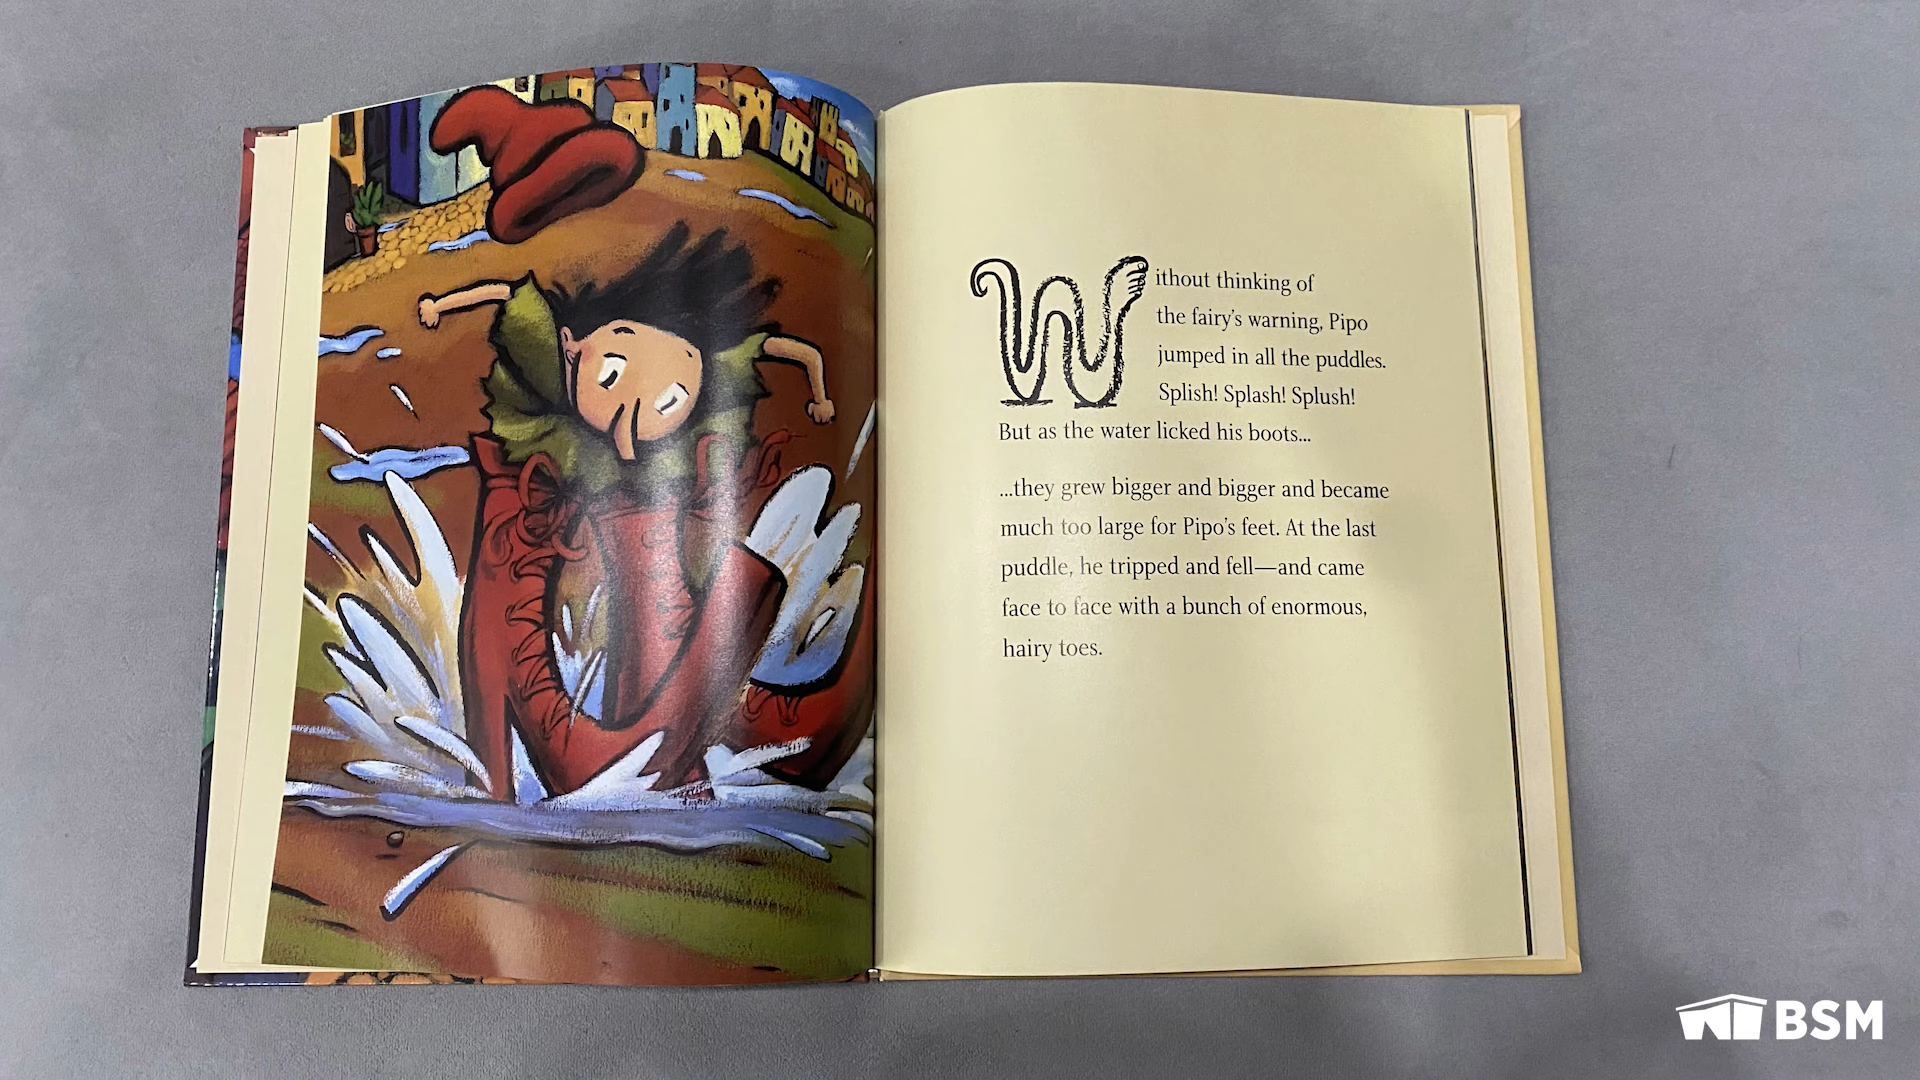 Without thinking of
the fairy's warning, Pipo
jumped in all the puddles.
Splish! Splash! Splush!
But as the water licked his boots...
...they grew bigger and bigger and became
much too large for Pipo's feet. At the last
puddle, he tripped and fell—and came
face to face with a bunch of enormous,
hairy toes.
BSM